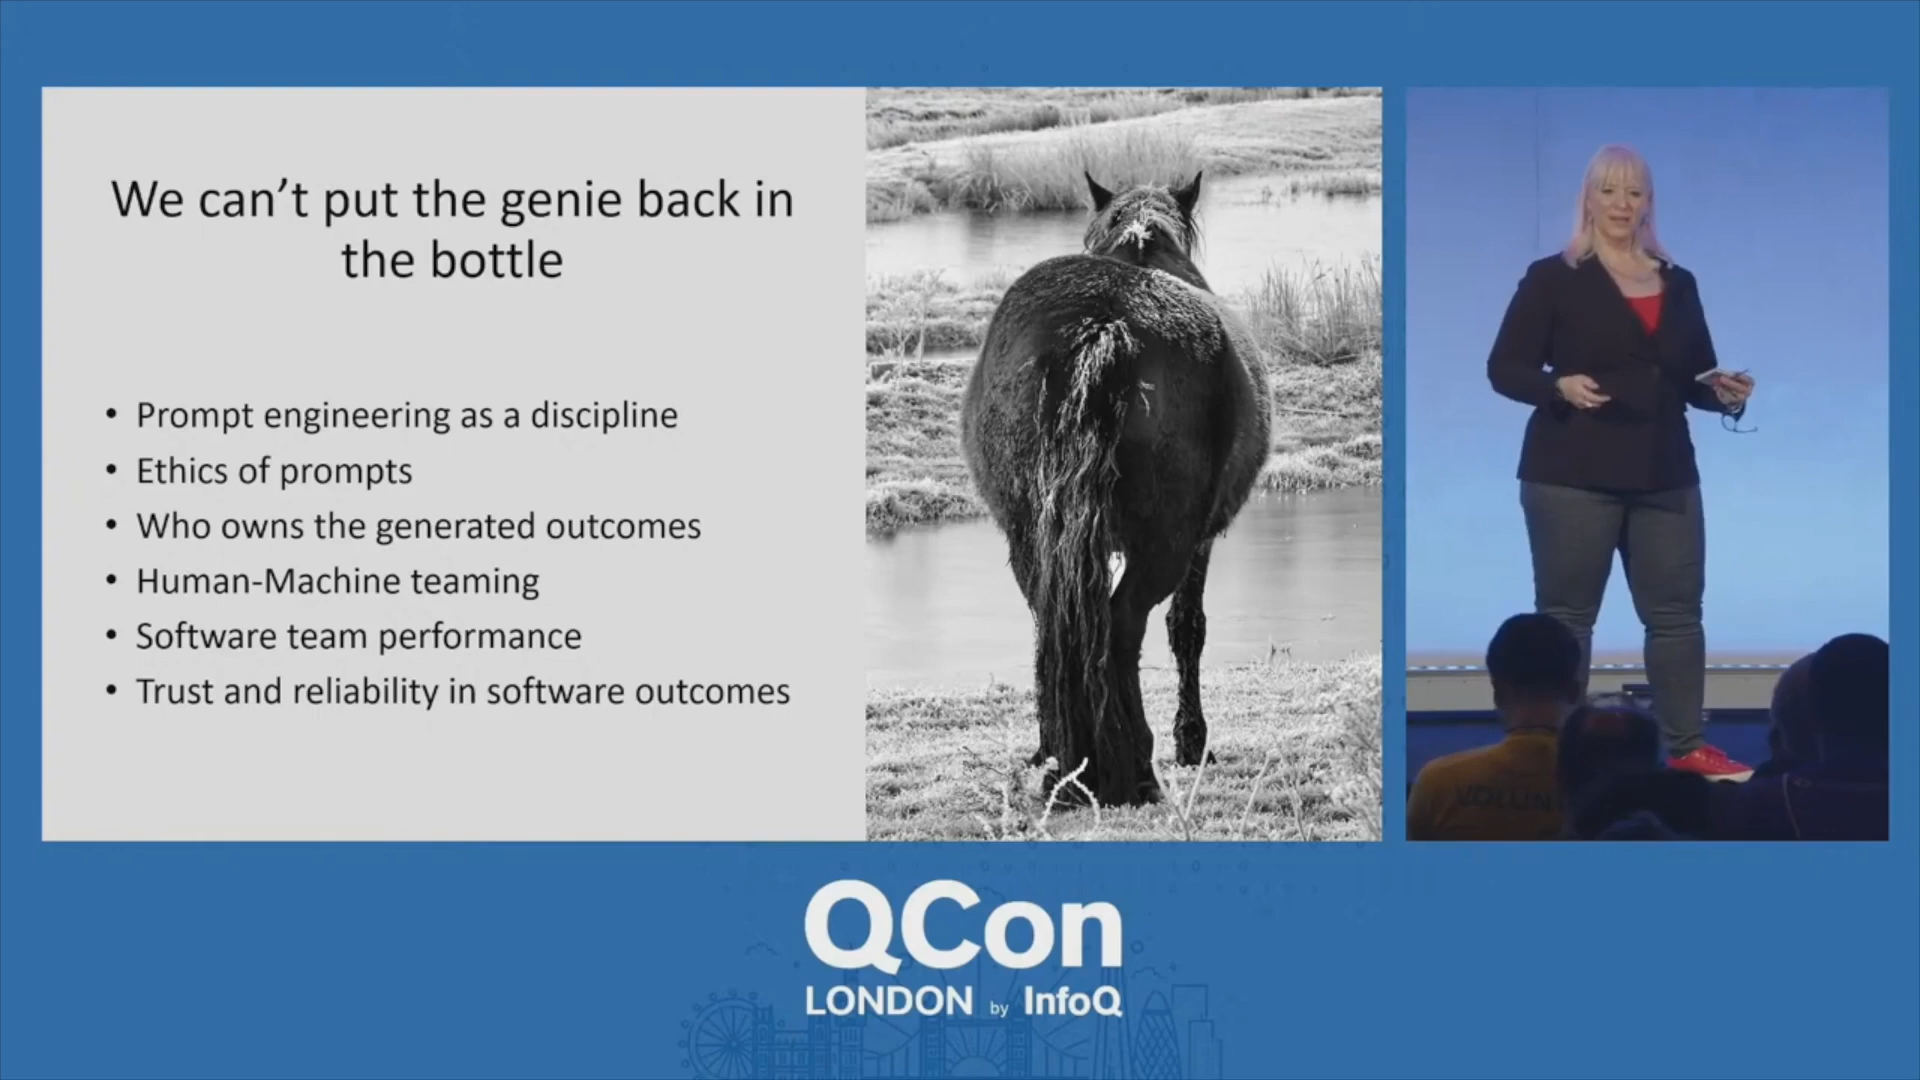 We can't put the genie back in
the bottle
• Prompt engineering as a discipline
• Ethics of prompts
• Who owns the generated outcomes
• Human-Machine teaming
• Software team performance
• Trust and reliability in software outcomes
VOLUN
QCon
LONDON by InfoQ